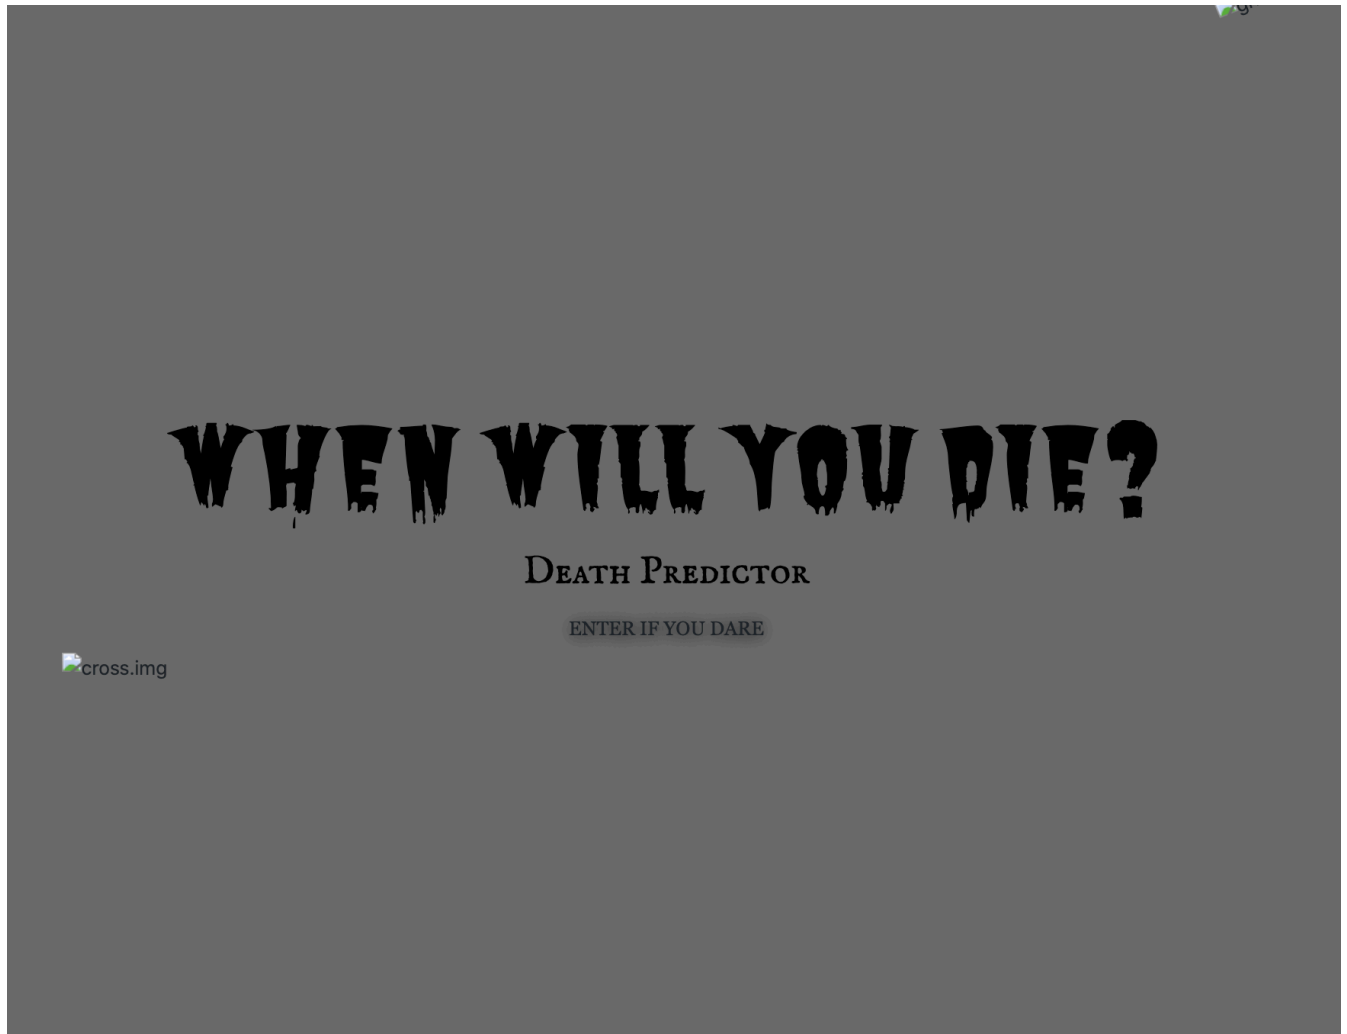 WHEN WILL YOU DIE?
Death Predictor
ENTER IF YOU DARE
cross.img